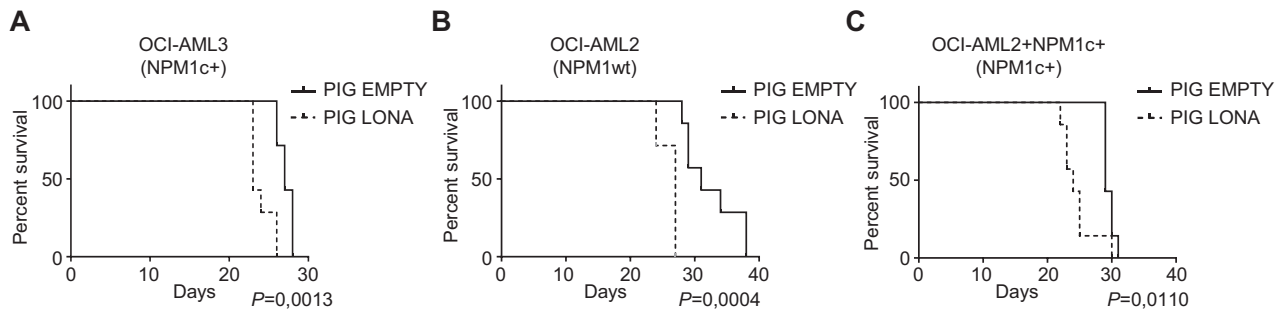 A
OCI-AML3
(NPM1c+)
PIG EMPTY
PIG LONA
Percent survival
100
50
0
0 10 20 30
Days
P=0,0013
B
OCI-AML2
(NPM1wt)
PIG EMPTY
PIG LONA
Percent survival
100
50
0
0 10 20 30 40
Days
P=0,0004
C
OCI-AML2+NPM1c+
(NPM1c+)
PIG EMPTY
PIG LONA
Percent survival
100
50
0
0 10 20 30 40
Days
P=0,0110